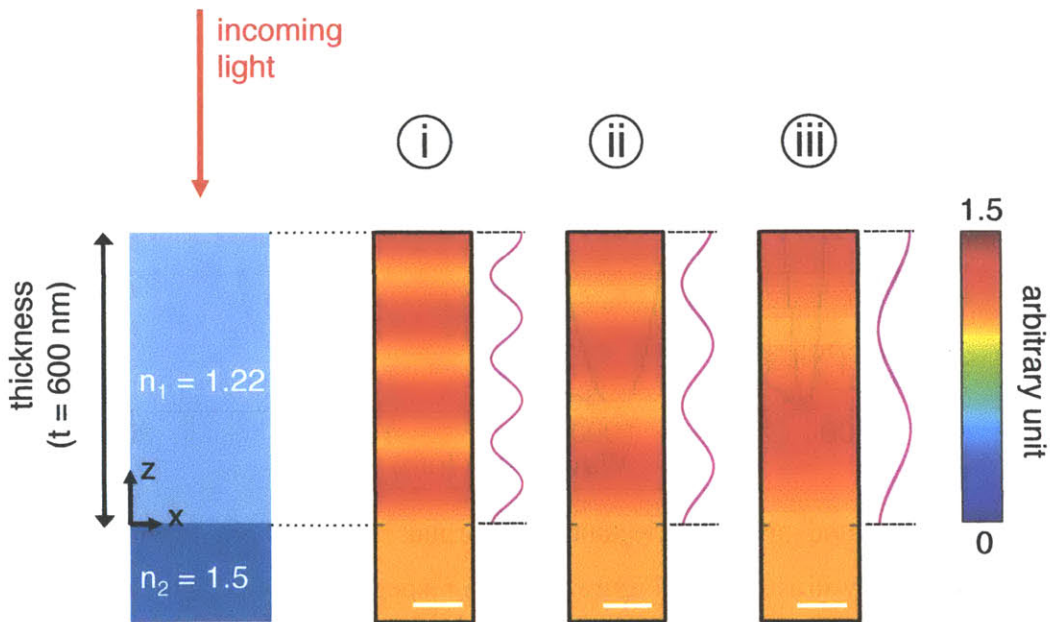 incoming
light
i
ii
iii
1.5
thickness
(t = 600 nm)
n₁ = 1.22
arbitrary unit
z
x
n₂ = 1.5
0